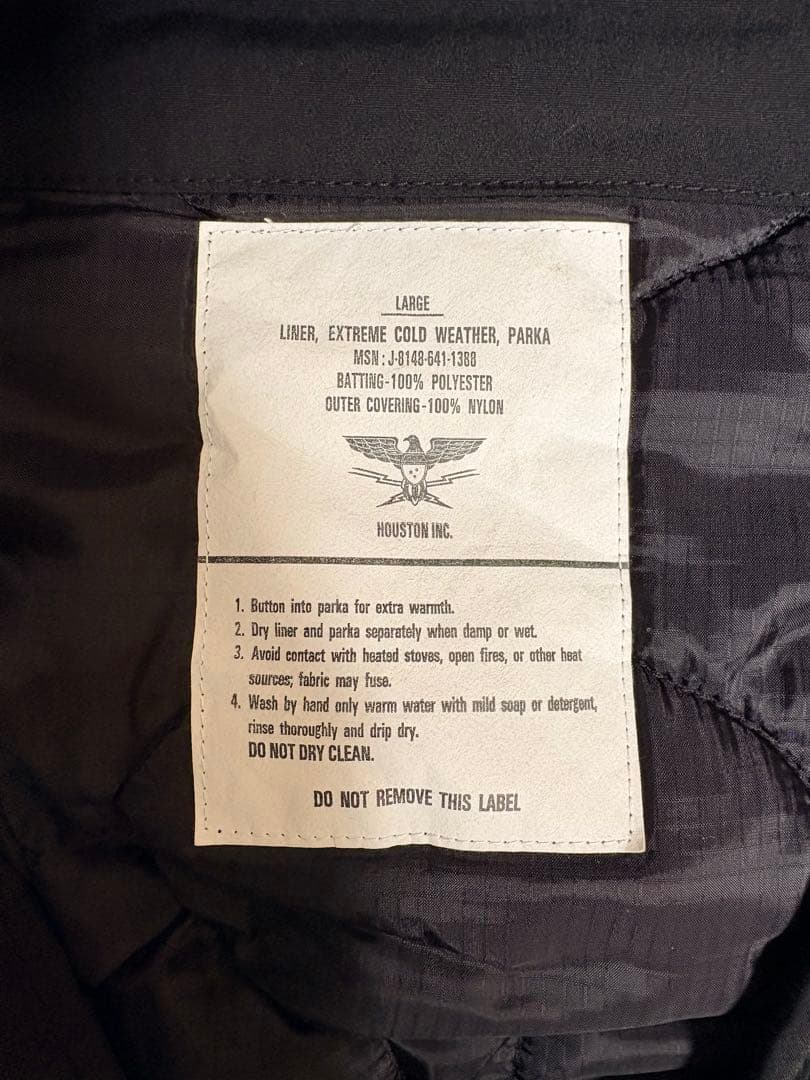 LARGE
LINER, EXTREME COLD WEATHER, PARKA
MSN : J-8148-641-1388
BATTING-100% POLYESTER
OUTER COVERING-100% NYLON
HOUSTON INC.
1. Button into parka for extra warmth.
2. Dry liner and parka separately when damp or wet.
3. Avoid contact with heated stoves, open fires, or other heat
sources; fabric may fuse.
4. Wash by hand only warm water with mild soap or detergent,
rinse thoroughly and drip dry.
DO NOT DRY CLEAN.
DO NOT REMOVE THIS LABEL